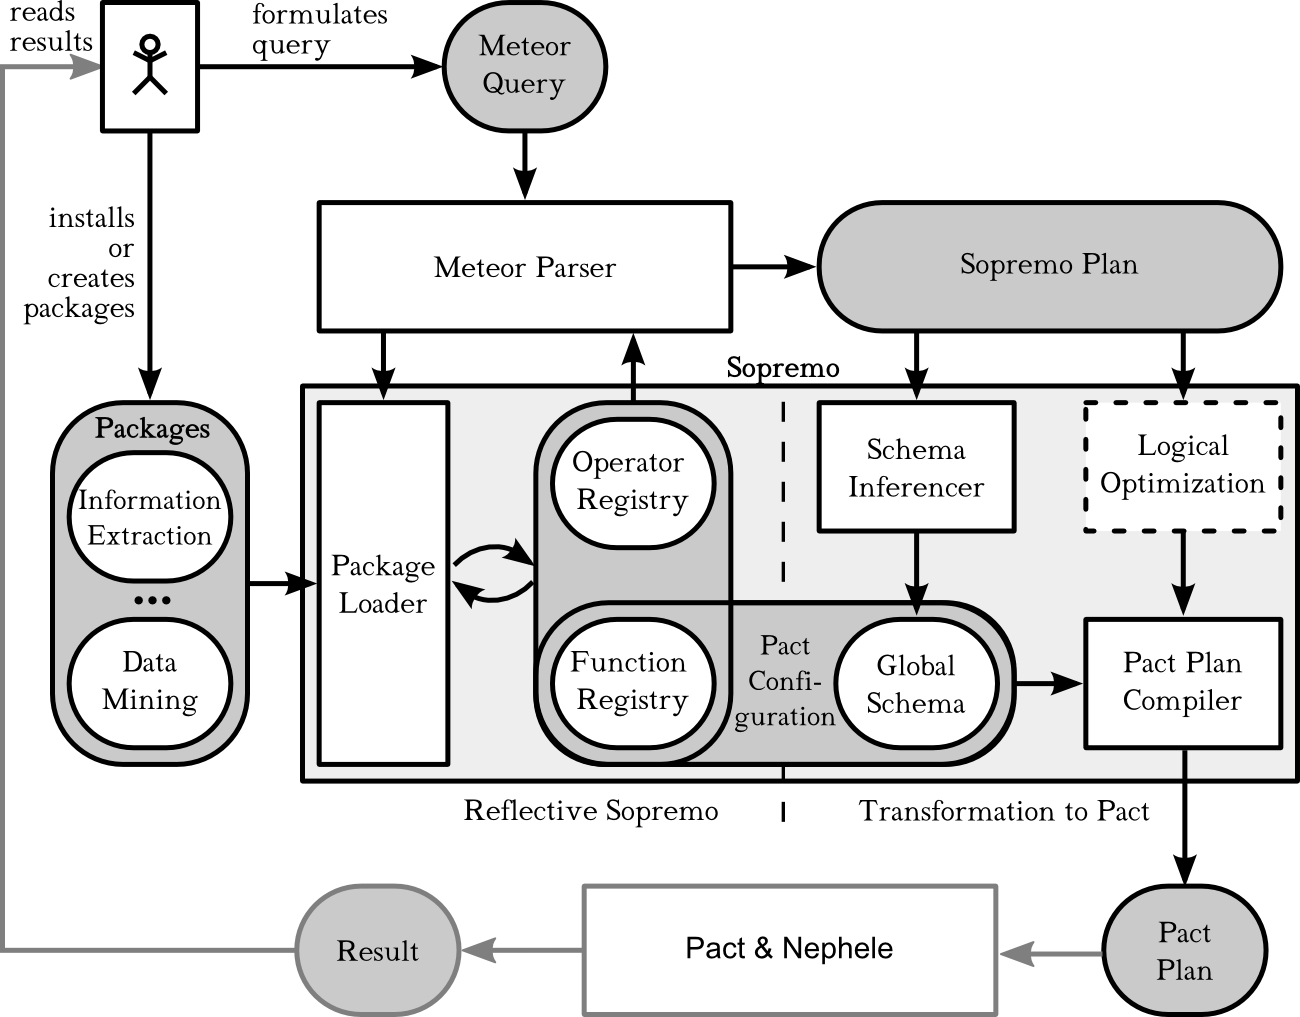 reads
results
formulates
query
Meteor
Query
installs
or
creates
packages
Meteor Parser
Sopremo Plan
Sopremo
Packages
Information
Extraction
Data
Mining
Package
Loader
Operator
Registry
Function
Registry
Pact
Confi-
guration
Schema
Inferencer
Global
Schema
Logical
Optimization
Pact Plan
Compiler
Reflective Sopremo
Transformation to Pact
Result
Pact & Nephele
Pact
Plan